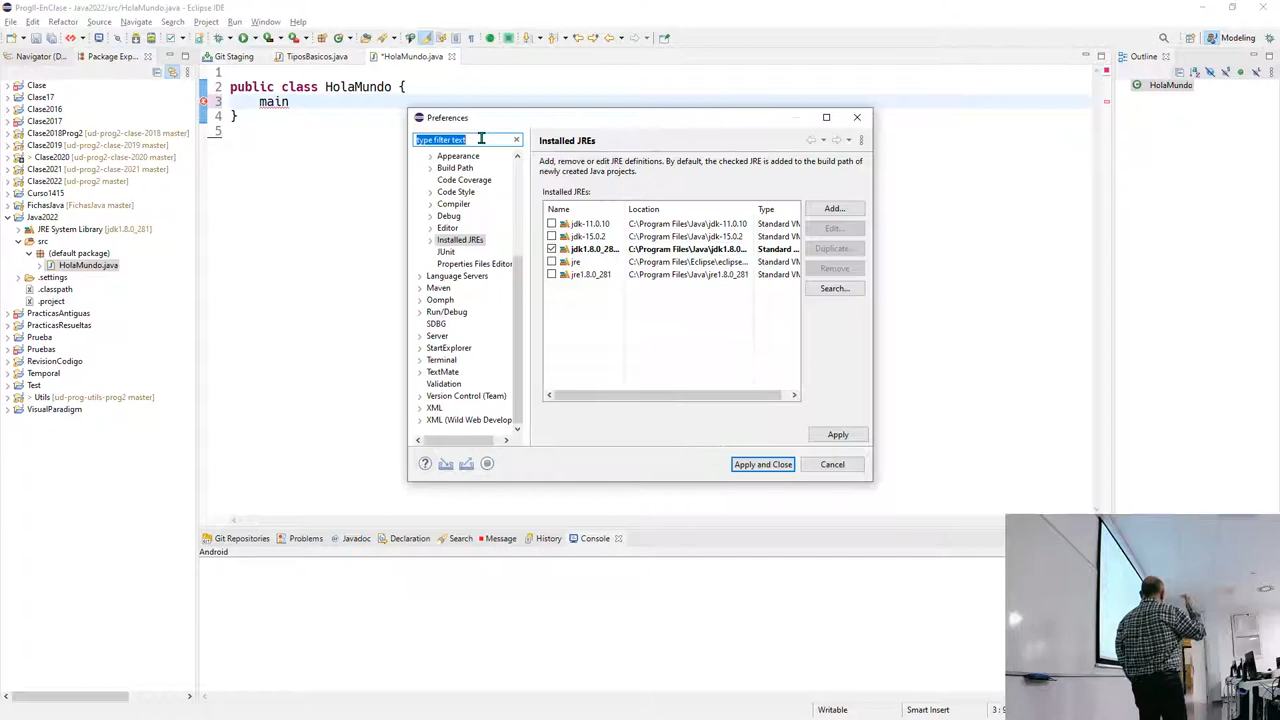 ProgII-EnClase - Java2022/src/HolaMundo.java - Eclipse IDE
File Edit Refactor Source Navigate Search Project Run Window Help
Modeling
Navigator (D...
Package Exp...
Git Staging
TiposBasicos.java
*HolaMundo.java
Outline
Clase
Clase17
Clase2016
Clase2017
Clase2018Prog2 [ud-prog2-clase-2018 master]
Clase2019 [ud-prog2-clase-2019 master]
> Clase2020 [ud-prog2-clase-2020 master]
Clase2021 [ud-prog2-clase-2021 master]
Clase2022 [ud-prog2 master]
Curso1415
FichasJava [ud-prog2-fichas master]
Java2022
JRE System Library [jdk1.8.0_281]
src
(default package)
HolaMundo.java
.settings
.classpath
.project
PracticasAntiguas
PracticasResueltas
Prueba
Pruebas
RevisionCodigo
Temporal
Test
> Utils [ud-prog-utils-prog2 master]
VisualParadigm
1
2 public class HolaMundo {
3 main
4 }
5
HolaMundo
Preferences
type filter text
Appearance
Build Path
Code Coverage
Code Style
Compiler
Debug
Editor
Installed JREs
JUnit
Properties Files Editor
Language Servers
Maven
Oomph
Run/Debug
SDBG
Server
StartExplorer
Terminal
TextMate
Validation
Version Control (Team)
XML
XML (Wild Web Develop
Installed JREs
Add, remove or edit JRE definitions. By default, the checked JRE is added to the build path of
newly created Java projects.
Installed JREs:
Name Location Type
jdk-11.0.10 C:\Program Files\Java\jdk-11.0.10 Standard VM
jdk-15.0.2 C:\Program Files\Java\jdk-15.0.2 Standard VM
jdk1.8.0_28... C:\Program Files\Java\jdk1.8.0... Standard ...
jre C:\Program Files\Eclipse\eclipse... Standard VM
jre1.8.0_281 C:\Program Files\Java\jre1.8.0_281 Standard VM
Add...
Edit...
Duplicate...
Remove
Search...
Apply
Apply and Close
Cancel
Git Repositories
Problems
Javadoc
Declaration
Search
Message
History
Console
Android
Writable
Smart Insert